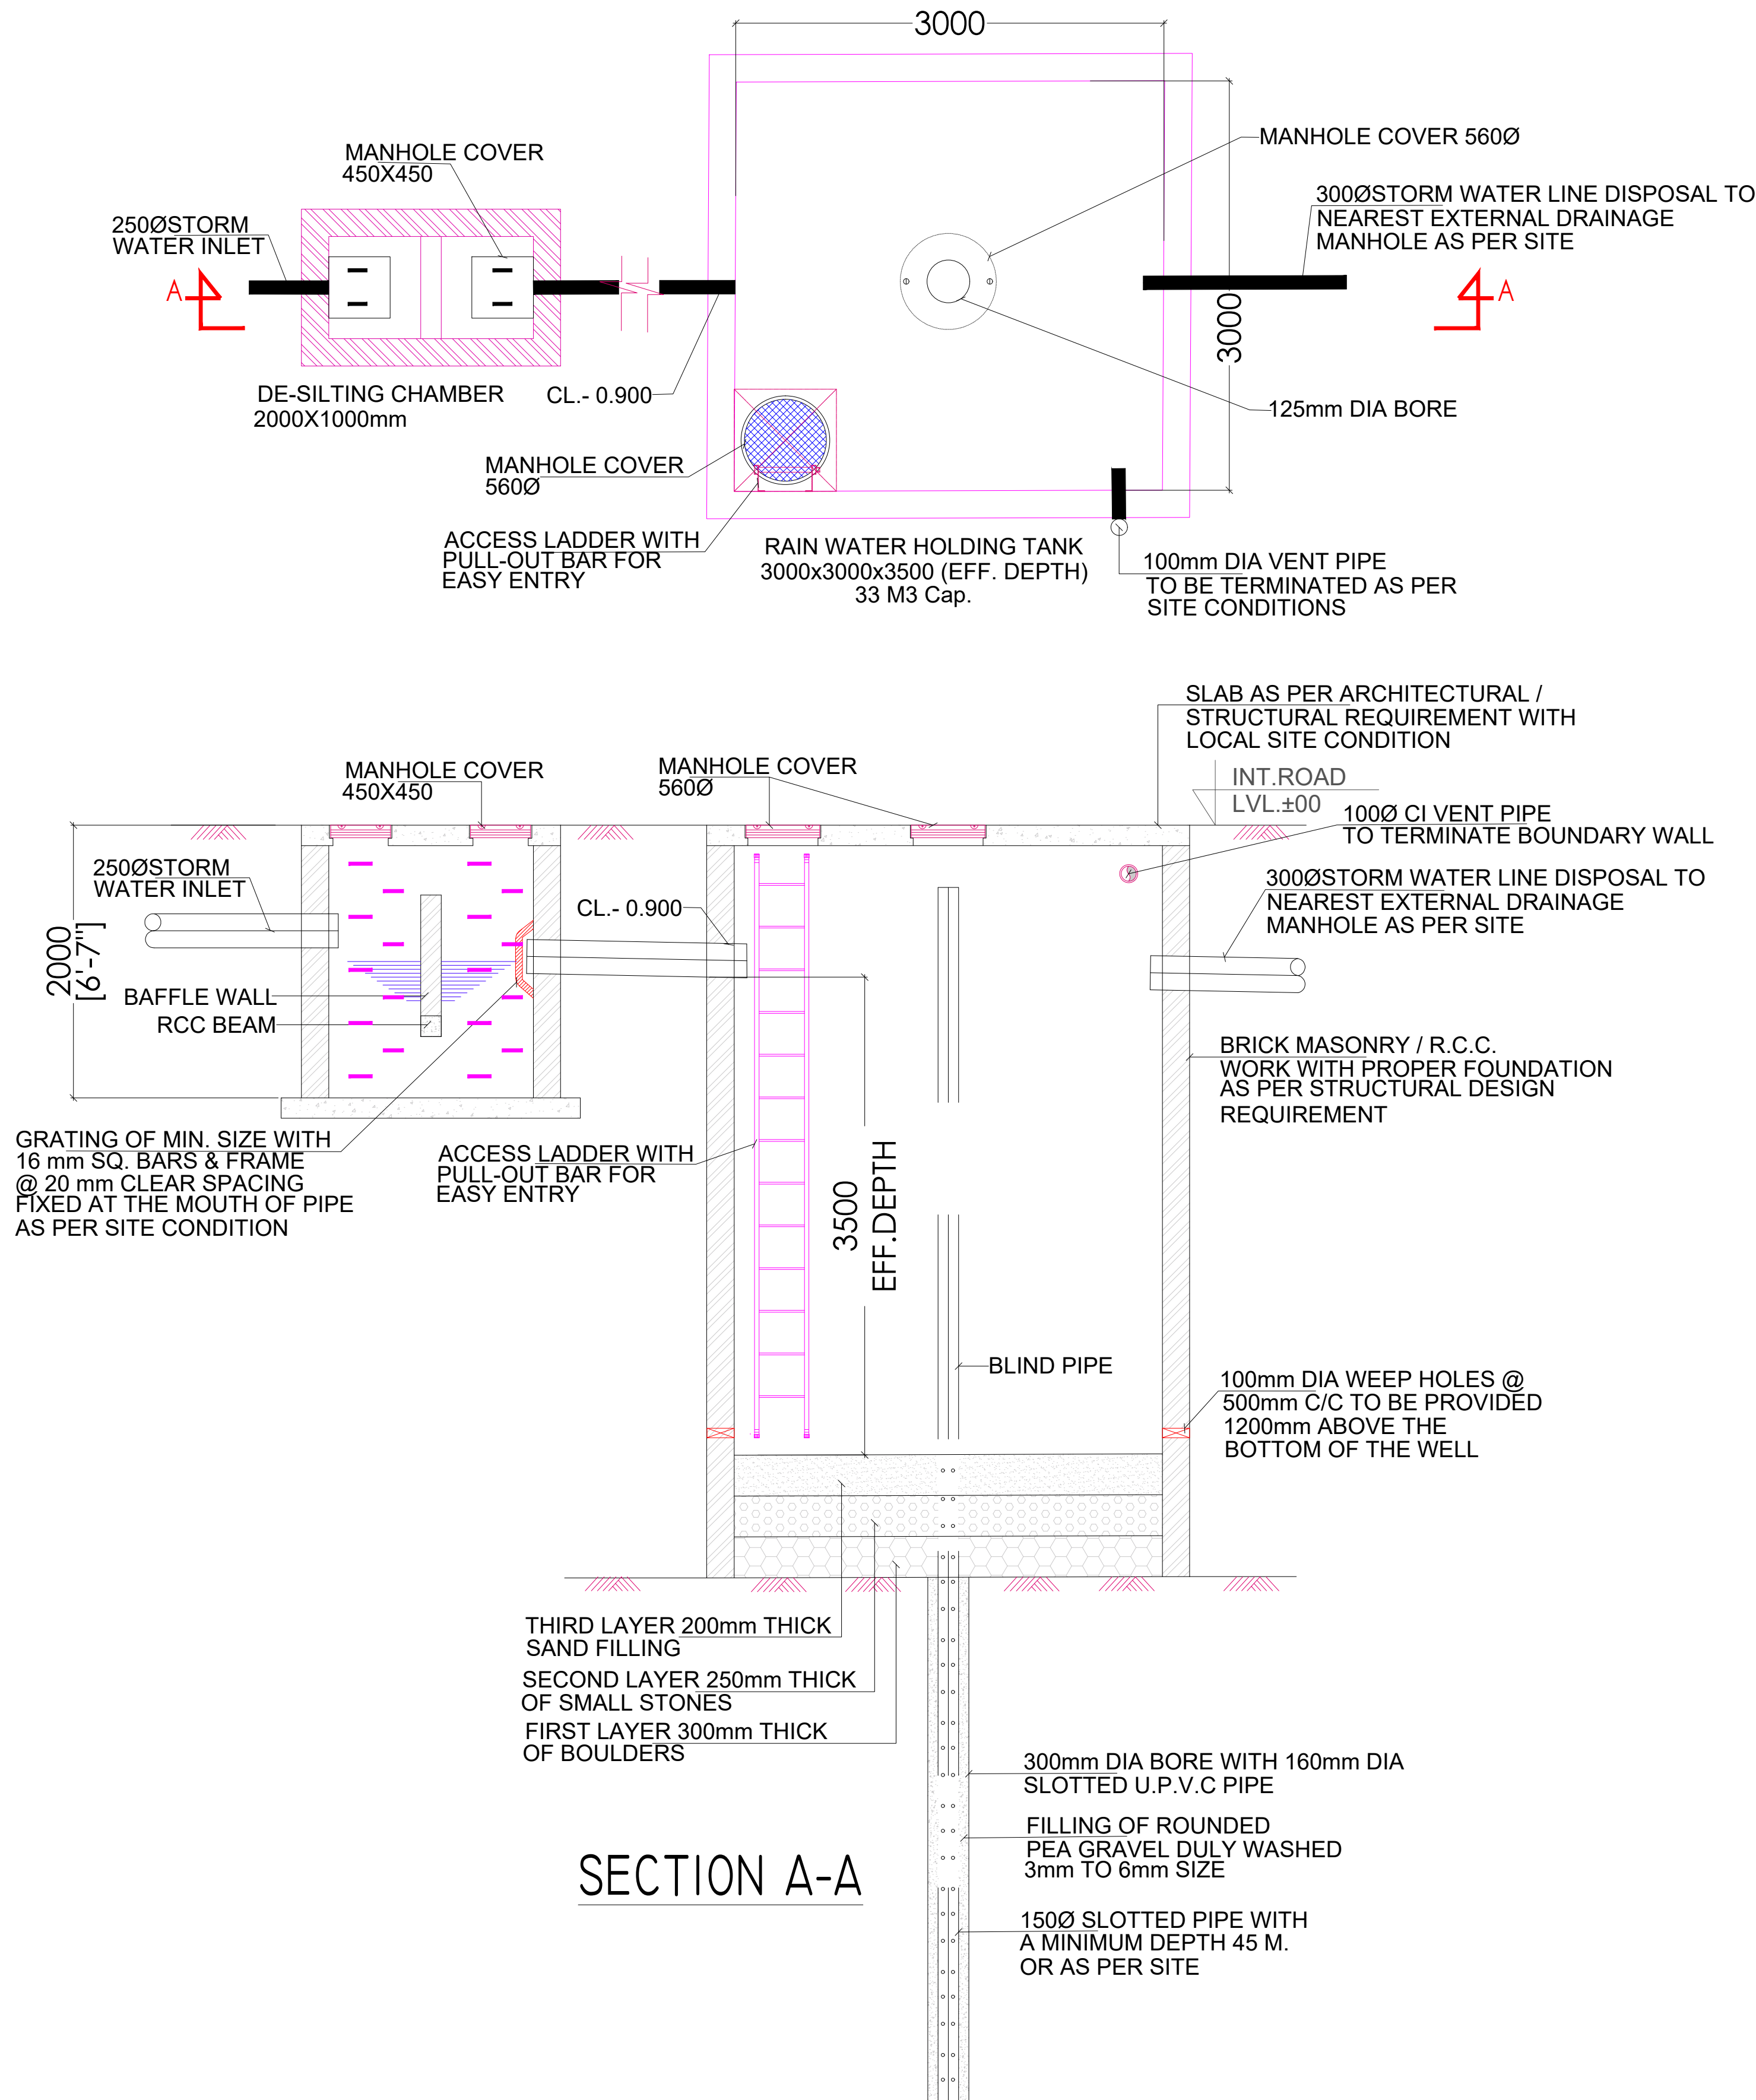 3000
MANHOLE COVER 560Ø
MANHOLE COVER
450X450
300ØSTORM WATER LINE DISPOSAL TO
NEAREST EXTERNAL DRAINAGE
MANHOLE AS PER SITE
250ØSTORM
WATER INLET
A
A
3000
DE-SILTING CHAMBER
2000X1000mm
CL.- 0.900
125mm DIA BORE
MANHOLE COVER
560Ø
ACCESS LADDER WITH
PULL-OUT BAR FOR
EASY ENTRY
RAIN WATER HOLDING TANK
3000x3000x3500 (EFF. DEPTH)
33 M3 Cap.
100mm DIA VENT PIPE
TO BE TERMINATED AS PER
SITE CONDITIONS
SLAB AS PER ARCHITECTURAL /
STRUCTURAL REQUIREMENT WITH
LOCAL SITE CONDITION
MANHOLE COVER
450X450
MANHOLE COVER
560Ø
INT.ROAD
LVL.±00
100Ø CI VENT PIPE
TO TERMINATE BOUNDARY WALL
250ØSTORM
WATER INLET
300ØSTORM WATER LINE DISPOSAL TO
NEAREST EXTERNAL DRAINAGE
MANHOLE AS PER SITE
CL.- 0.900
2000
[6'-7"]
BAFFLE WALL
RCC BEAM
BRICK MASONRY / R.C.C.
WORK WITH PROPER FOUNDATION
AS PER STRUCTURAL DESIGN
REQUIREMENT
GRATING OF MIN. SIZE WITH
16 mm SQ. BARS & FRAME
@ 20 mm CLEAR SPACING
FIXED AT THE MOUTH OF PIPE
AS PER SITE CONDITION
ACCESS LADDER WITH
PULL-OUT BAR FOR
EASY ENTRY
3500
EFF.DEPTH
BLIND PIPE
100mm DIA WEEP HOLES @
500mm C/C TO BE PROVIDED
1200mm ABOVE THE
BOTTOM OF THE WELL
THIRD LAYER 200mm THICK
SAND FILLING
SECOND LAYER 250mm THICK
OF SMALL STONES
FIRST LAYER 300mm THICK
OF BOULDERS
300mm DIA BORE WITH 160mm DIA
SLOTTED U.P.V.C PIPE
FILLING OF ROUNDED
PEA GRAVEL DULY WASHED
3mm TO 6mm SIZE
SECTION A-A
150Ø SLOTTED PIPE WITH
A MINIMUM DEPTH 45 M.
OR AS PER SITE